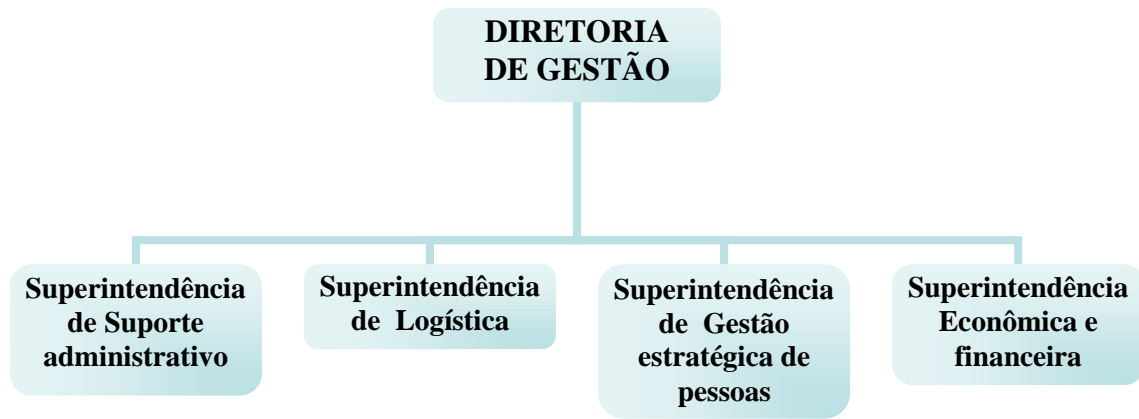 DIRETORIA
DE GESTÃO
Superintendência
de Suporte
administrativo
Superintendência
de Logística
Superintendência
de Gestão
estratégica de
pessoas
Superintendência
Econômica e
financeira